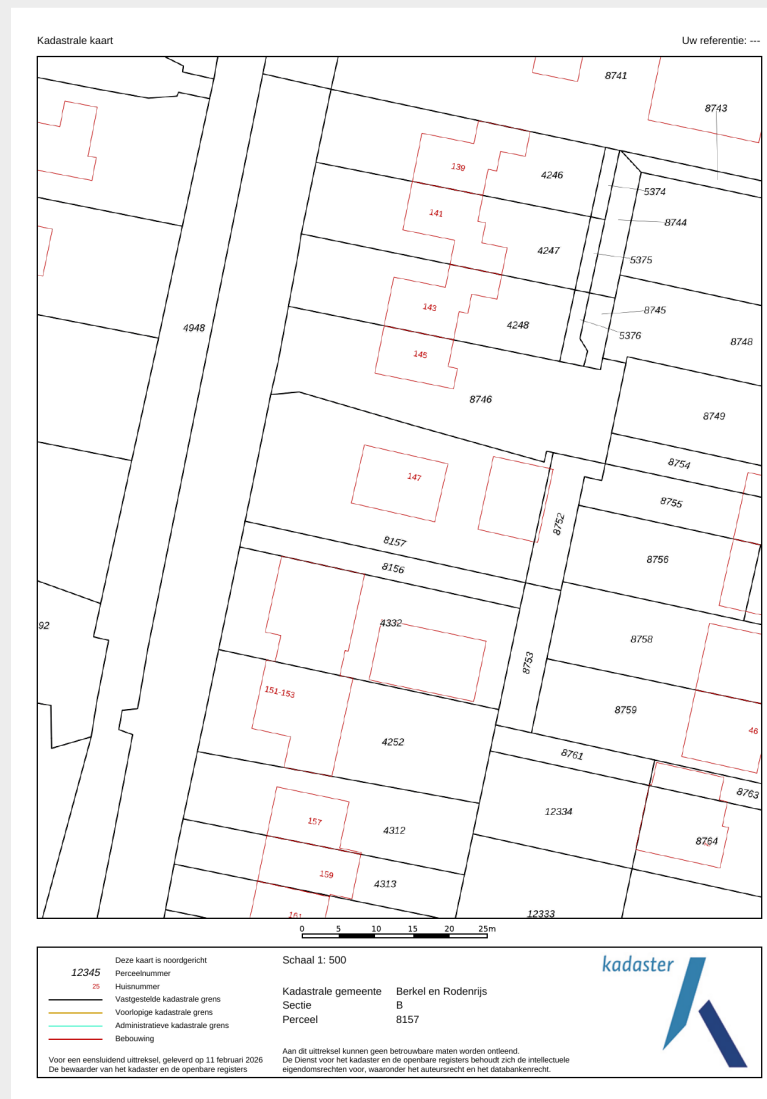 Kadastrale kaart
Uw referentie: ---
8741
8743
139
4246
5374
141
8744
4247
5375
143
8745
4248
5376
4948
8748
145
8746
8749
8754
147
8755
8752
8157
8756
8156
92
4332
8758
8753
151-153
8759
46
4252
8761
8763
12334
157
4312
8764
159
4313
161
12333
0 5 10 15 20 25m
Deze kaart is noordgericht
12345 Perceelnummer
25 Huisnummer
Vastgestelde kadastrale grens
Voorlopige kadastrale grens
Administratieve kadastrale grens
Bebouwing
Voor een eensluidend uittreksel, geleverd op 11 februari 2026
De bewaarder van het kadaster en de openbare registers
Schaal 1: 500
Kadastrale gemeente Berkel en Rodenrijs
Sectie B
Perceel 8157
Aan dit uittreksel kunnen geen betrouwbare maten worden ontleend.
De Dienst voor het kadaster en de openbare registers behoudt zich de intellectuele
eigendomsrechten voor, waaronder het auteursrecht en het databankenrecht.
kadaster